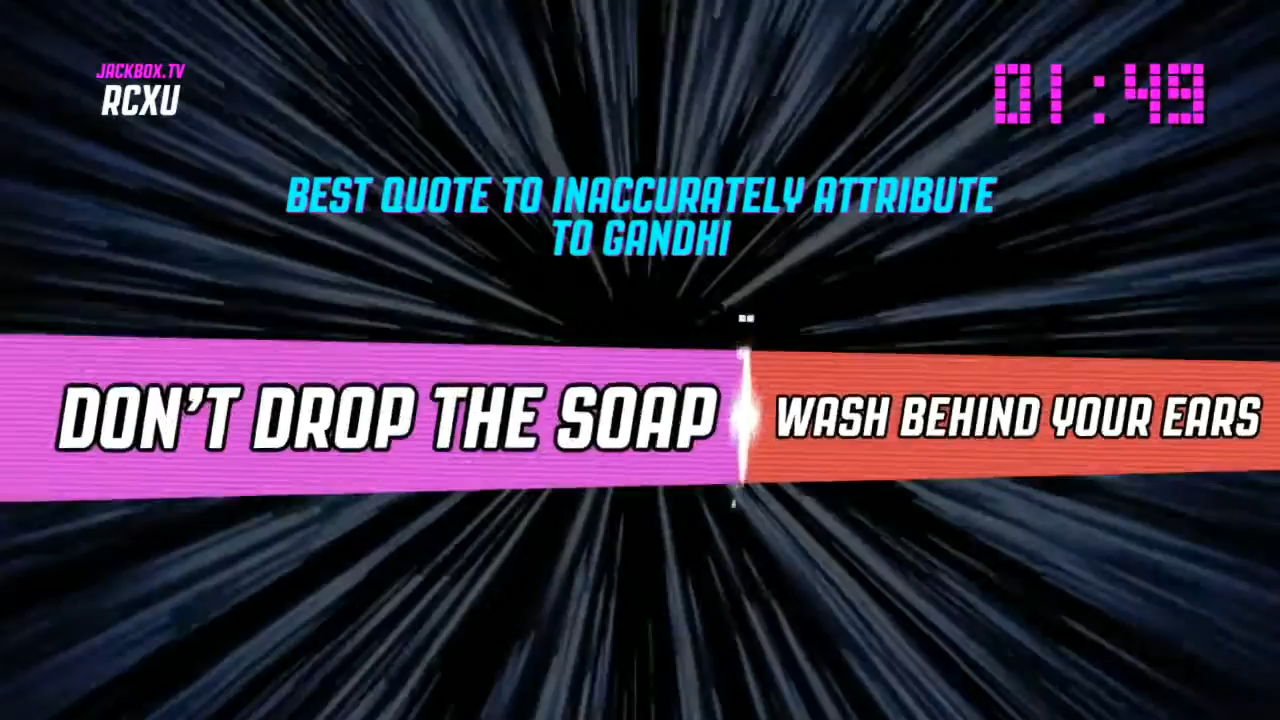 JACKBOX.TV
RCXU
01:49
BEST QUOTE TO INACCURATELY ATTRIBUTE
TO GANDHI
DON'T DROP THE SOAP
WASH BEHIND YOUR EARS